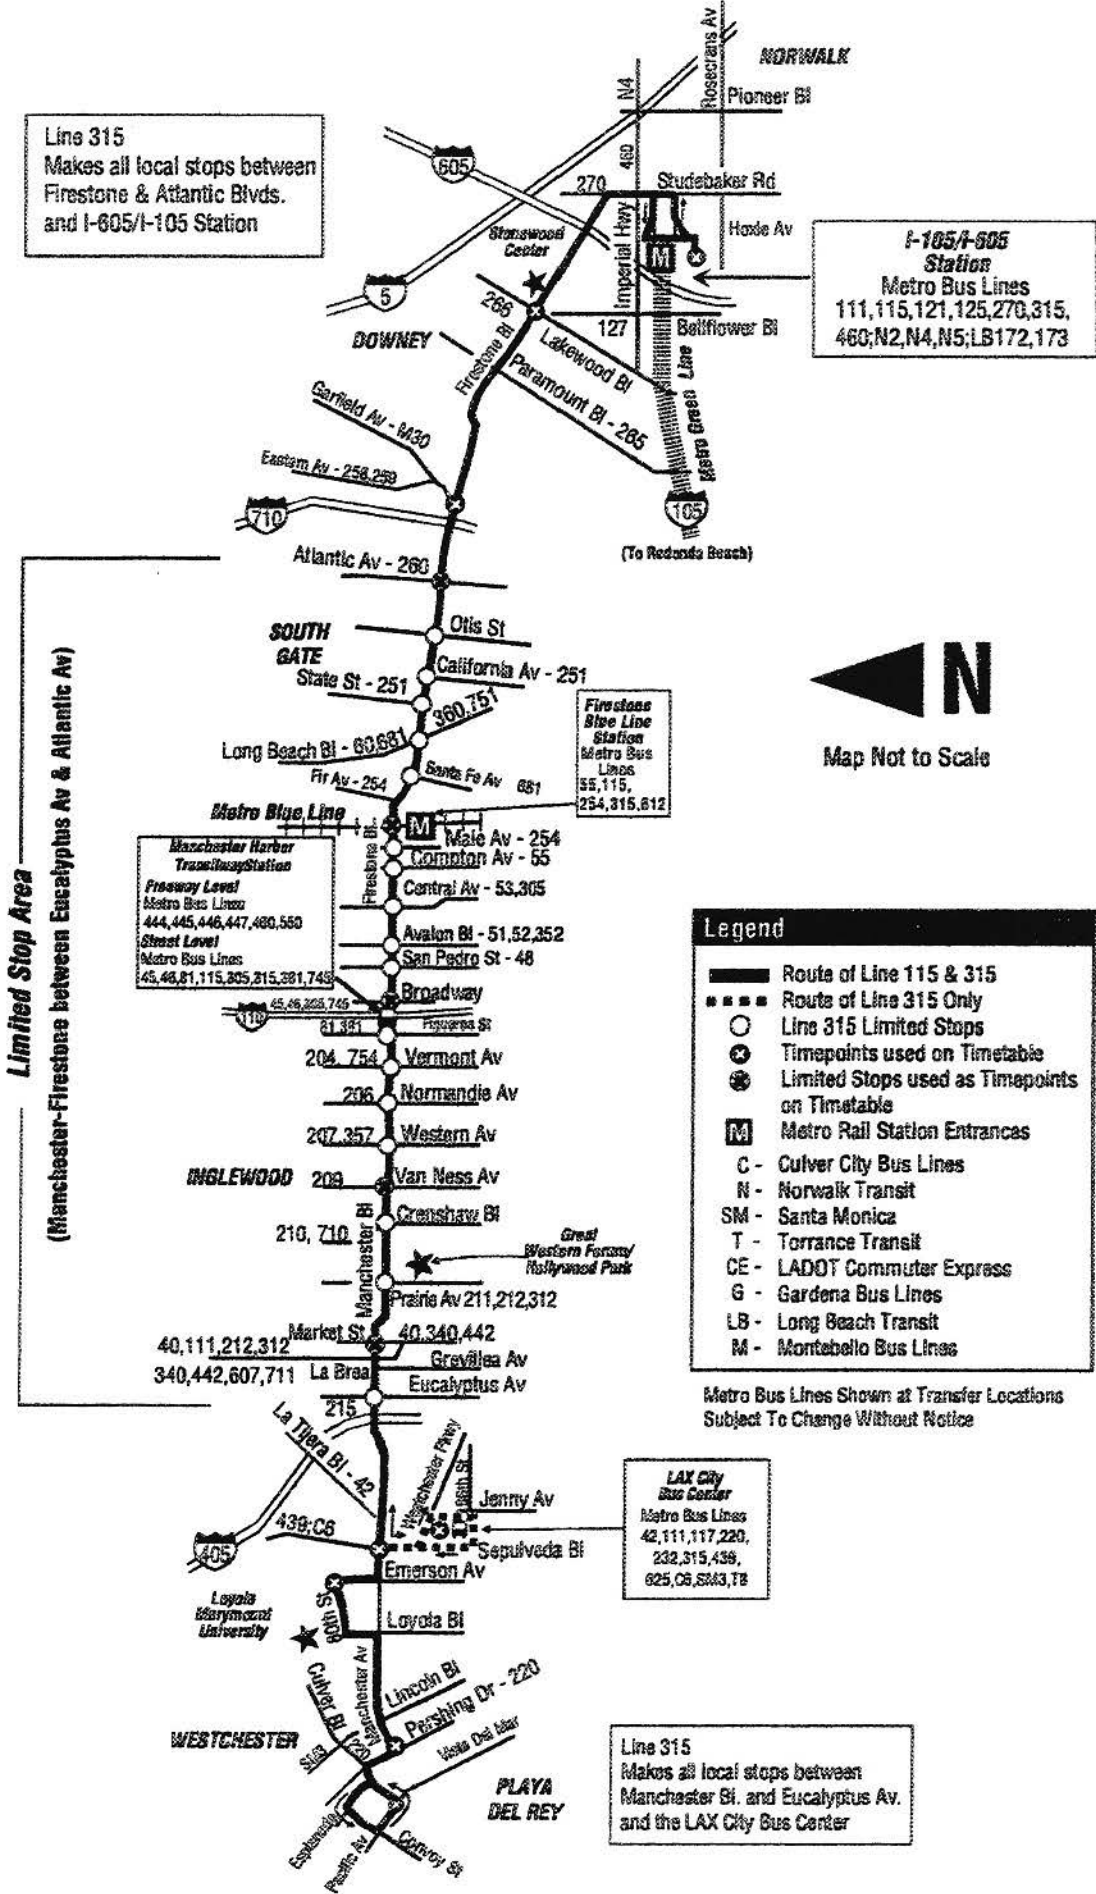 NORWALK
Rosecrans Av
N4
Pioneer Bl
Line 315
Makes all local stops between
Firestone & Atlantic Blvds.
and I-605/I-105 Station
605
460
270
Studebaker Rd
Imperial Hwy
Hoxie Av
Stonewood
Center
M
I-105/I-605
Station
Metro Bus Lines
111,115,121,125,270,315,
460;N2,N4,N5;LB172,173
5
266
127
Bellflower Bl
DOWNEY
Firestone Bl
Lakewood Bl
Paramount Bl - 265
Metro Green Line
Garfield Av - M30
Eastern Av - 258,259
710
105
(To Redondo Beach)
Atlantic Av - 260
Otis St
SOUTH
GATE
California Av - 251
State St - 251
360,751
Long Beach Bl - 60,681
Fir Av - 254
Santa Fe Av 681
Firestone
Blue Line
Station
Metro Bus
Lines
55,115,
254,315,612
N
Map Not to Scale
Metro Blue Line
M
Firestone Bl
Maie Av - 254
Compton Av - 55
Central Av - 53,305
Manchester Harber
TransitwayStation
Freeway Level
Metro Bus Lines
444,445,446,447,460,550
Street Level
Metro Bus Lines
45,46,81,115,305,315,381,745
Avalon Bl - 51,52,352
San Pedro St - 48
Broadway
45,46,305,745
110
81,381
Figueroa St
204, 754
Vermont Av
206
Normandie Av
207,357
Western Av
INGLEWOOD
209
Van Ness Av
Crenshaw Bl
210, 710
Manchester Bl
Great
Western Forum/
Hollywood Park
Prairie Av 211,212,312
Market St
40,340,442
40,111,212,312
Grevillea Av
340,442,607,711
La Brea
Eucalyptus Av
215
Limited Stop Area
(Manchester-Firestone between Eucalyptus Av & Atlantic Av)
Legend
Route of Line 115 & 315
Route of Line 315 Only
Line 315 Limited Stops
Timepoints used on Timetable
Limited Stops used as Timepoints
on Timetable
M Metro Rail Station Entrances
C - Culver City Bus Lines
N - Norwalk Transit
SM - Santa Monica
T - Torrance Transit
CE - LADOT Commuter Express
G - Gardena Bus Lines
LB - Long Beach Transit
M - Montebello Bus Lines
Metro Bus Lines Shown at Transfer Locations
Subject To Change Without Notice
La Tijera Bl - 42
Westchester Pkwy
96th St
Jenny Av
439;C6
405
Sepulveda Bl
Emerson Av
LAX City
Bus Center
Metro Bus Lines
42,111,117,220,
232,315,439,
625,C6,SM3,T8
Loyola
Marymount
University
80th St
Loyola Bl
Manchester Av
Lincoln Bl
Culver Bl
Pershing Dr - 220
WESTCHESTER
SM3
220
Vista Del Mar
PLAYA
DEL REY
Esplanade
Pacific Av
Convoy St
Line 315
Makes all local stops between
Manchester Bl. and Eucalyptus Av.
and the LAX City Bus Center